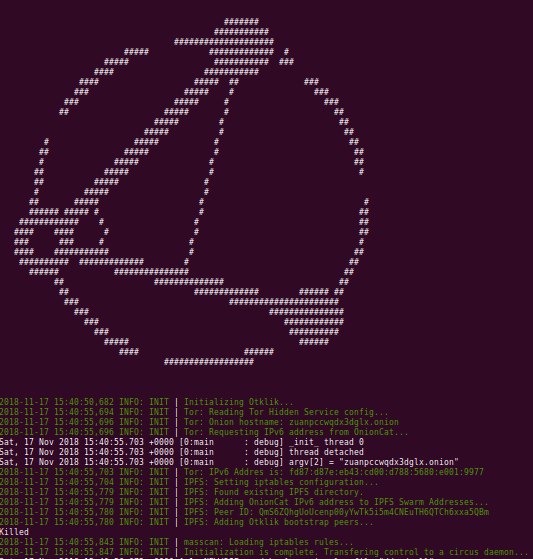 2018-11-17 15:40:50,682 INFO: INIT | Initializing Otklik...
2018-11-17 15:40:55,694 INFO: INIT | Tor: Reading Tor Hidden Service config...
2018-11-17 15:40:55,696 INFO: INIT | Tor: Onion hostname: zuanpccwqdx3dglx.onion
2018-11-17 15:40:55,696 INFO: INIT | Tor: Requesting IPv6 address from OnionCat...
Sat, 17 Nov 2018 15:40:55.703 +0000 [0:main : debug] _init_ thread 0
Sat, 17 Nov 2018 15:40:55.703 +0000 [0:main : debug] thread detached
Sat, 17 Nov 2018 15:40:55.703 +0000 [0:main : debug] argv[2] = "zuanpccwqdx3dglx.onion"
2018-11-17 15:40:55,703 INFO: INIT | Tor: IPv6 Addres is: fd87:d87e:eb43:cd00:d788:5680:e001:9977
2018-11-17 15:40:55,704 INFO: INIT | IPFS: Setting iptables configuration...
2018-11-17 15:40:55,779 INFO: INIT | IPFS: Found existing IPFS directory.
2018-11-17 15:40:55,779 INFO: INIT | IPFS: Adding OnionCat IPv6 address to IPFS Swarm Addresses...
2018-11-17 15:40:55,780 INFO: INIT | IPFS: Peer ID: QmS6ZQhgUoUcenp00yYwTk5i5m4CNEuTH6QTCh6xxa5QBm
2018-11-17 15:40:55,780 INFO: INIT | IPFS: Adding Otklik bootstrap peers...
Killed
2018-11-17 15:40:55,843 INFO: INIT | masscan: Loading iptables rules...
2018-11-17 15:40:55,847 INFO: INIT | Initialization is complete. Transfering control to a circus daemon...